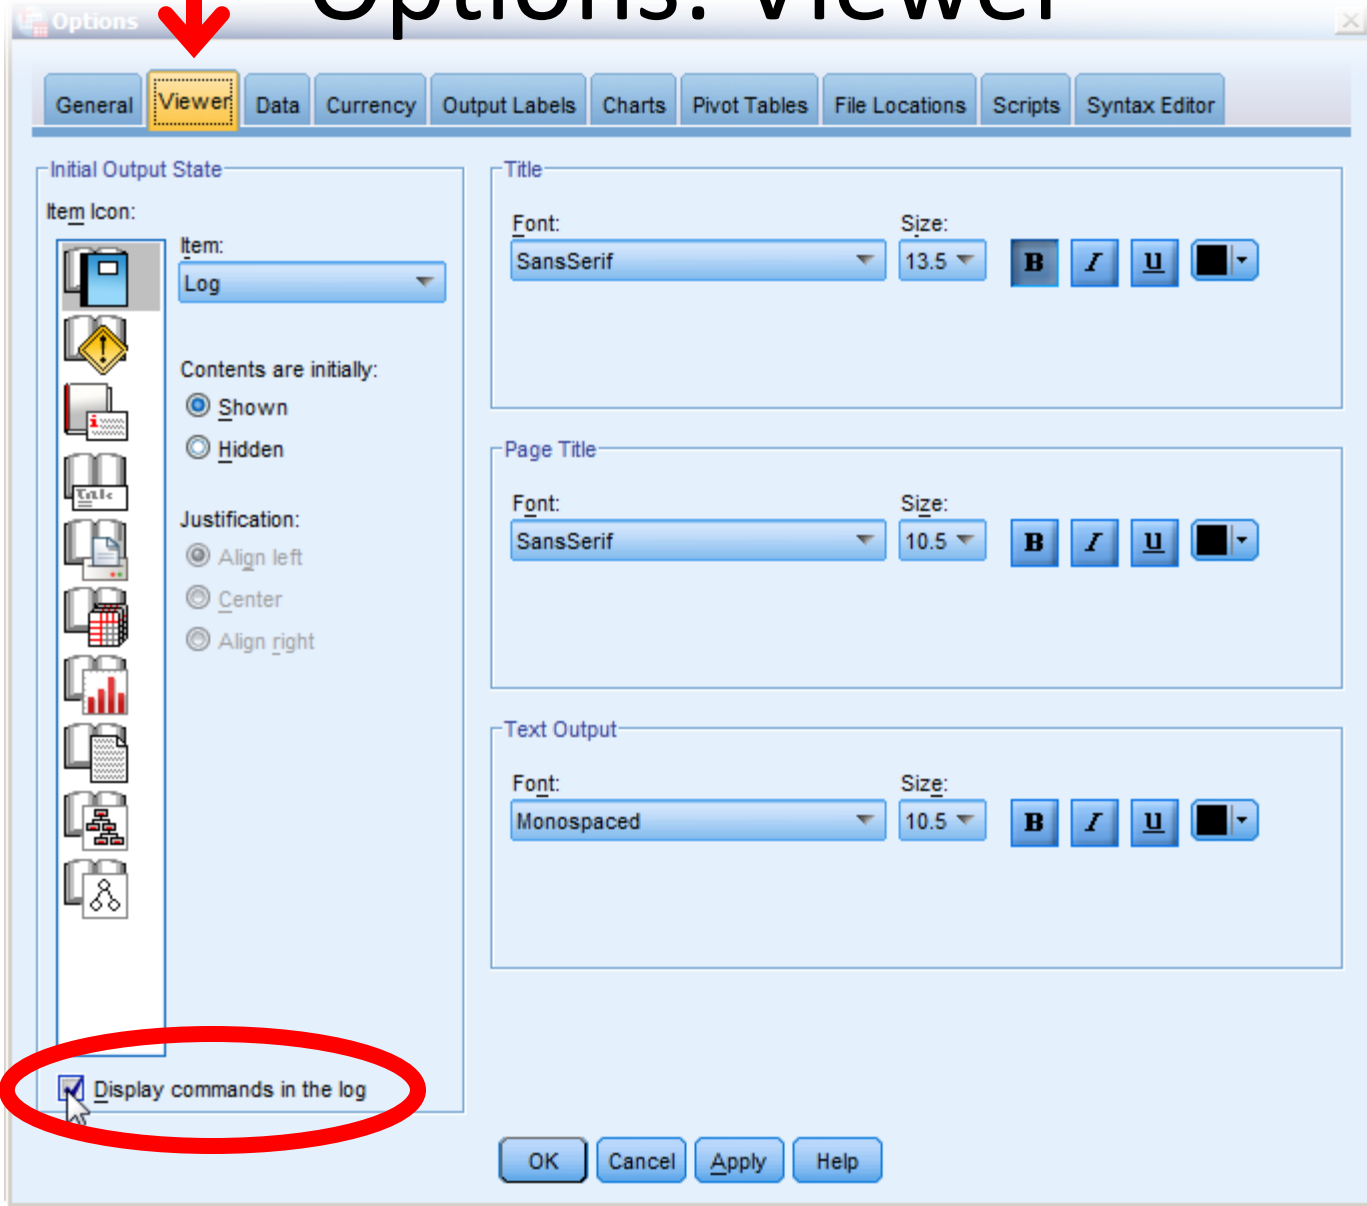 Options: Viewer
Options
General Viewer Data Currency Output Labels Charts Pivot Tables File Locations Scripts Syntax Editor
Initial Output State
Item Icon:
Item:
Log
Contents are initially:
Shown
Hidden
Justification:
Align left
Center
Align right
Title
Display commands in the log
Title
Font: Size:
SansSerif 13.5 B I U
Page Title
Font: Size:
SansSerif 10.5 B I U
Text Output
Font: Size:
Monospaced 10.5 B I U
OK Cancel Apply Help